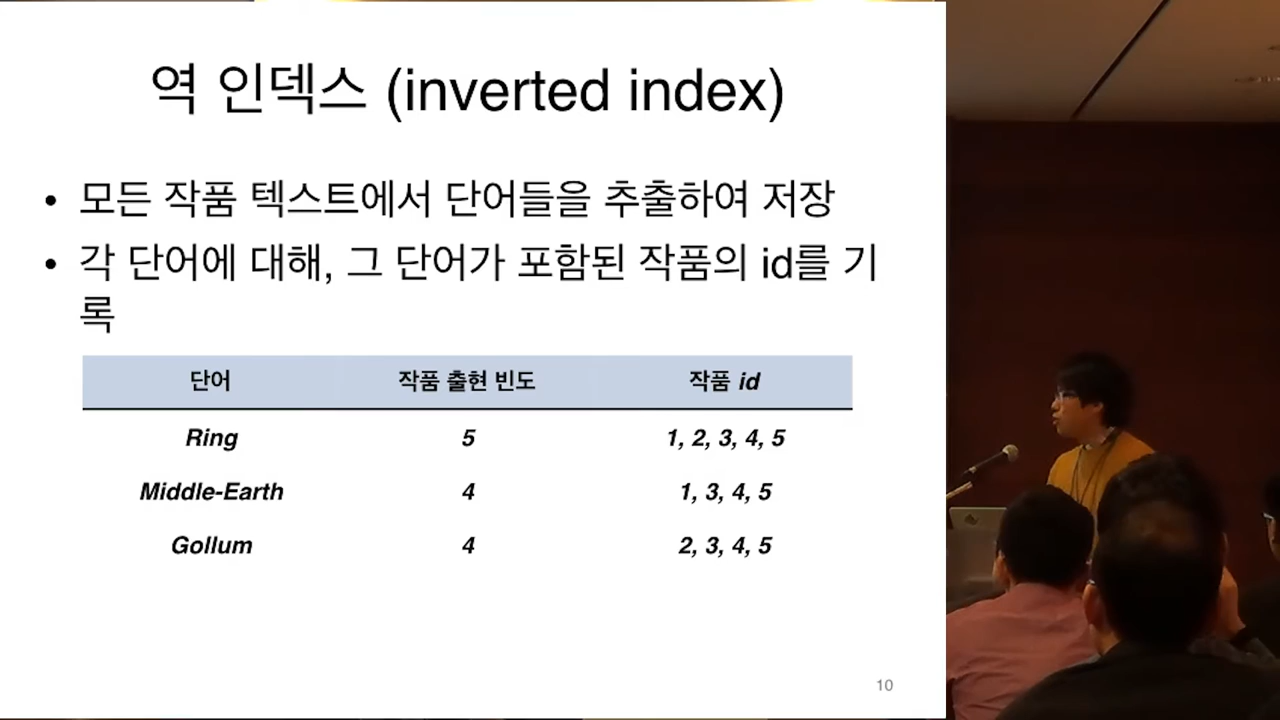 역 인덱스 (inverted index)
• 모든 작품 텍스트에서 단어들을 추출하여 저장
• 각 단어에 대해, 그 단어가 포함된 작품의 id를 기
록
단어 작품 출현 빈도 작품 id
Ring 5 1, 2, 3, 4, 5
Middle-Earth 4 1, 3, 4, 5
Gollum 4 2, 3, 4, 5
10